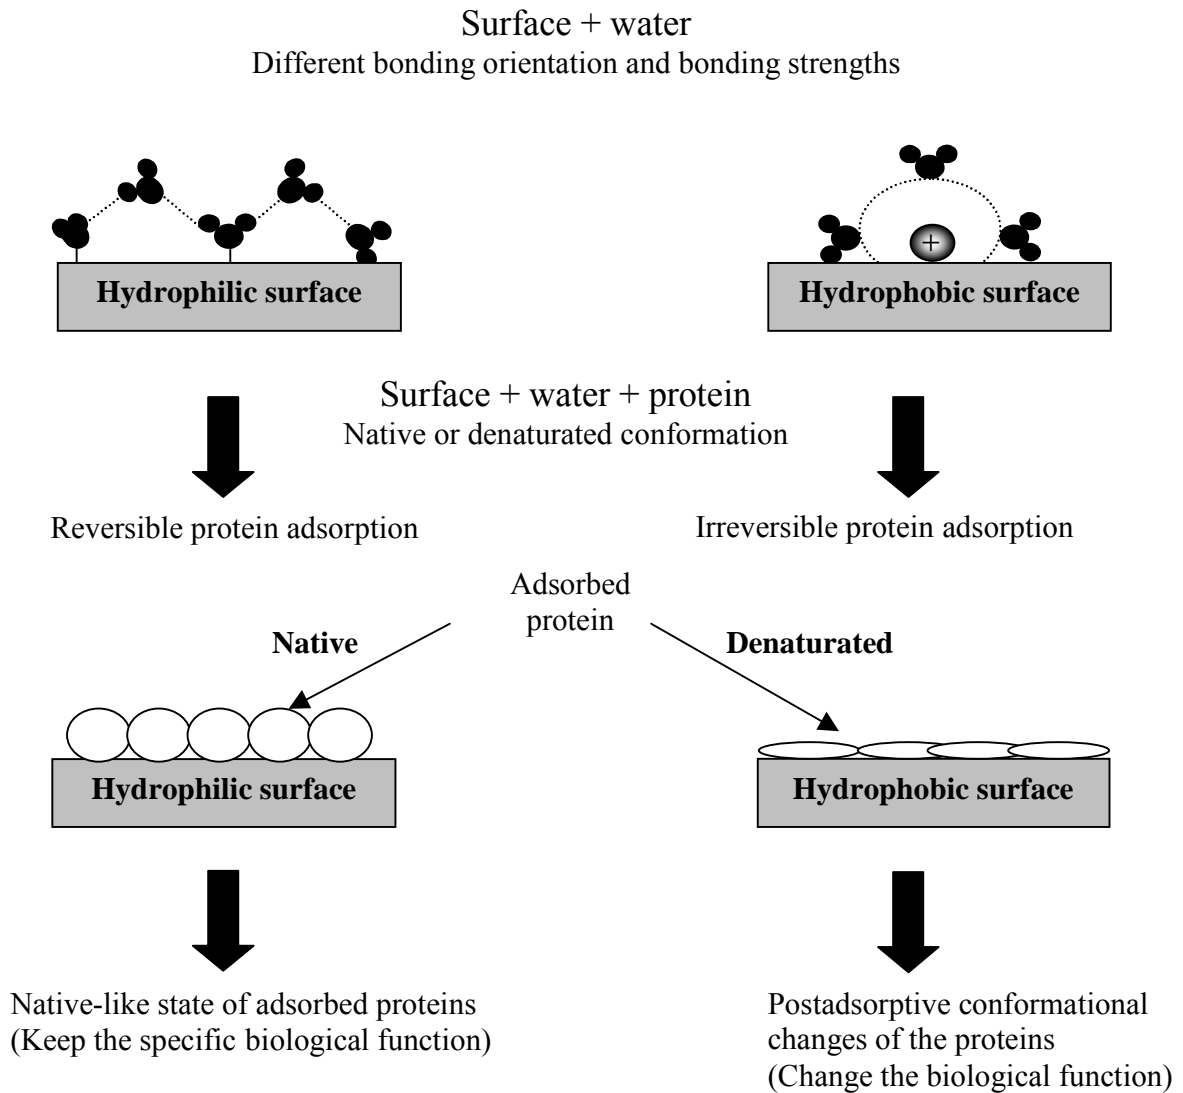 Surface + water
Different bonding orientation and bonding strengths
+
Hydrophilic surface
Hydrophobic surface
Surface + water + protein
Native or denaturated conformation
Reversible protein adsorption
Irreversible protein adsorption
Adsorbed
protein
Native
Denaturated
Hydrophilic surface
Hydrophobic surface
Native-like state of adsorbed proteins
(Keep the specific biological function)
Postadsorptive conformational
changes of the proteins
(Change the biological function)